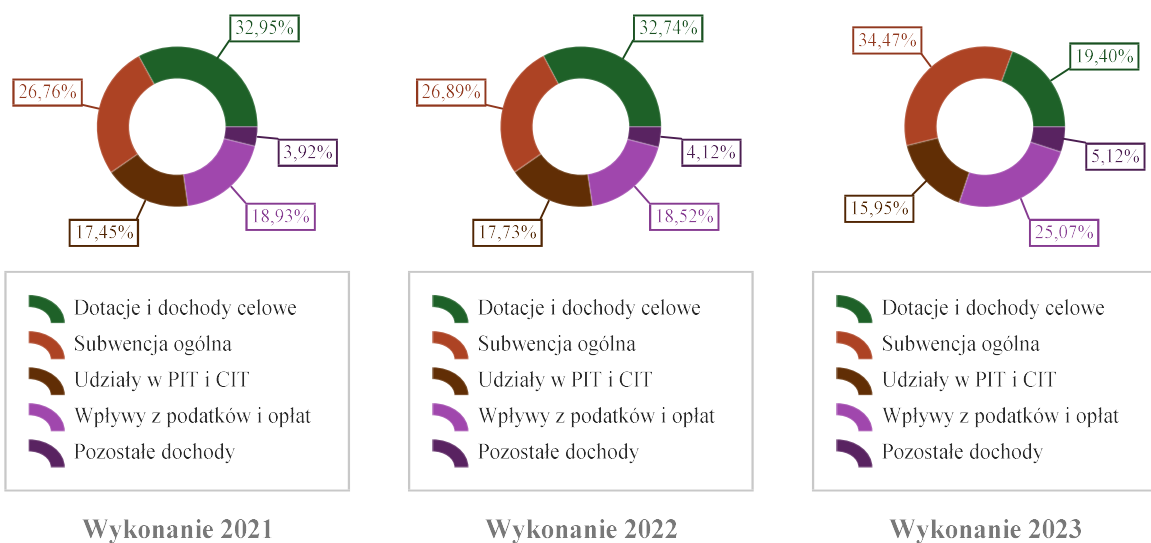 32,95%
26,76%
3,92%
18,93%
17,45%
Dotacje i dochody celowe
Subwencja ogólna
Udziały w PIT i CIT
Wpływy z podatków i opłat
Pozostałe dochody
Wykonanie 2021
32,74%
26,89%
4,12%
18,52%
17,73%
Dotacje i dochody celowe
Subwencja ogólna
Udziały w PIT i CIT
Wpływy z podatków i opłat
Pozostałe dochody
Wykonanie 2022
34,47%
19,40%
5,12%
15,95%
25,07%
Dotacje i dochody celowe
Subwencja ogólna
Udziały w PIT i CIT
Wpływy z podatków i opłat
Pozostałe dochody
Wykonanie 2023